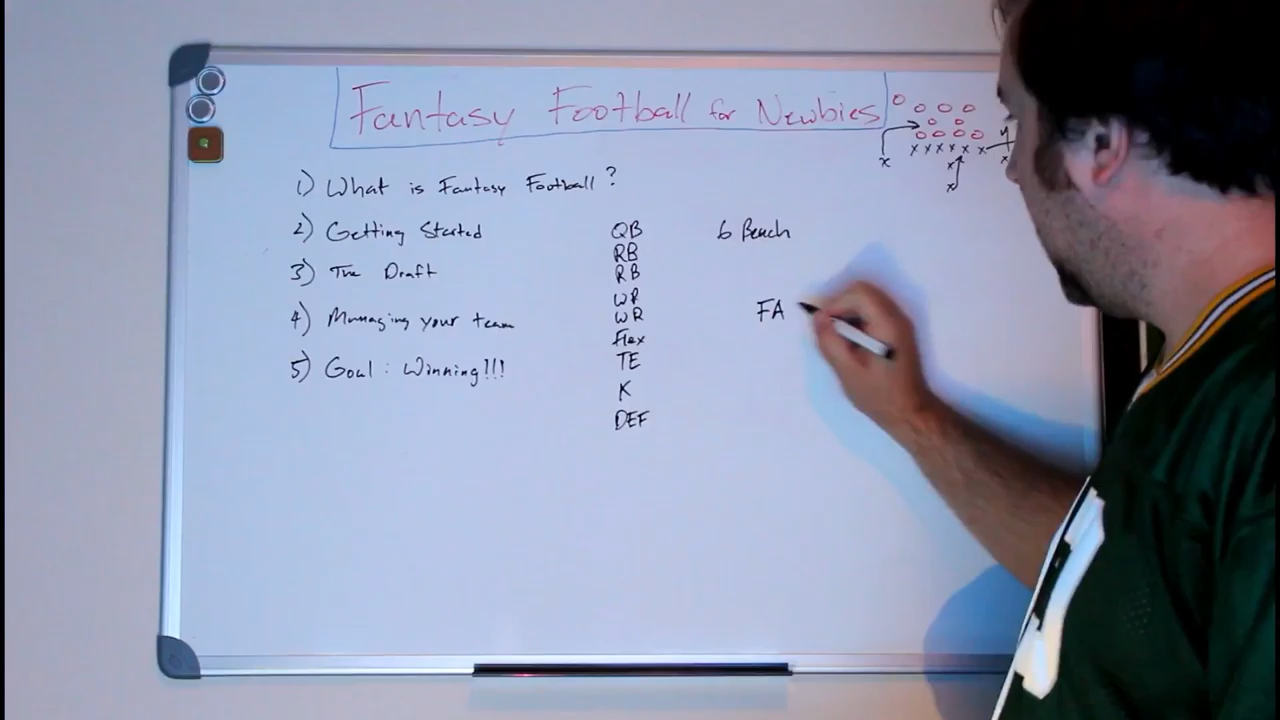 Fantasy Football for Newbies
1) What is Fantasy Football?
2) Getting Started
3) The Draft
4) Managing your team
5) Goal: Winning!!!
QB
RB
RB
WR
WR
Flex
TE
K
DEF
6 Bench
FA